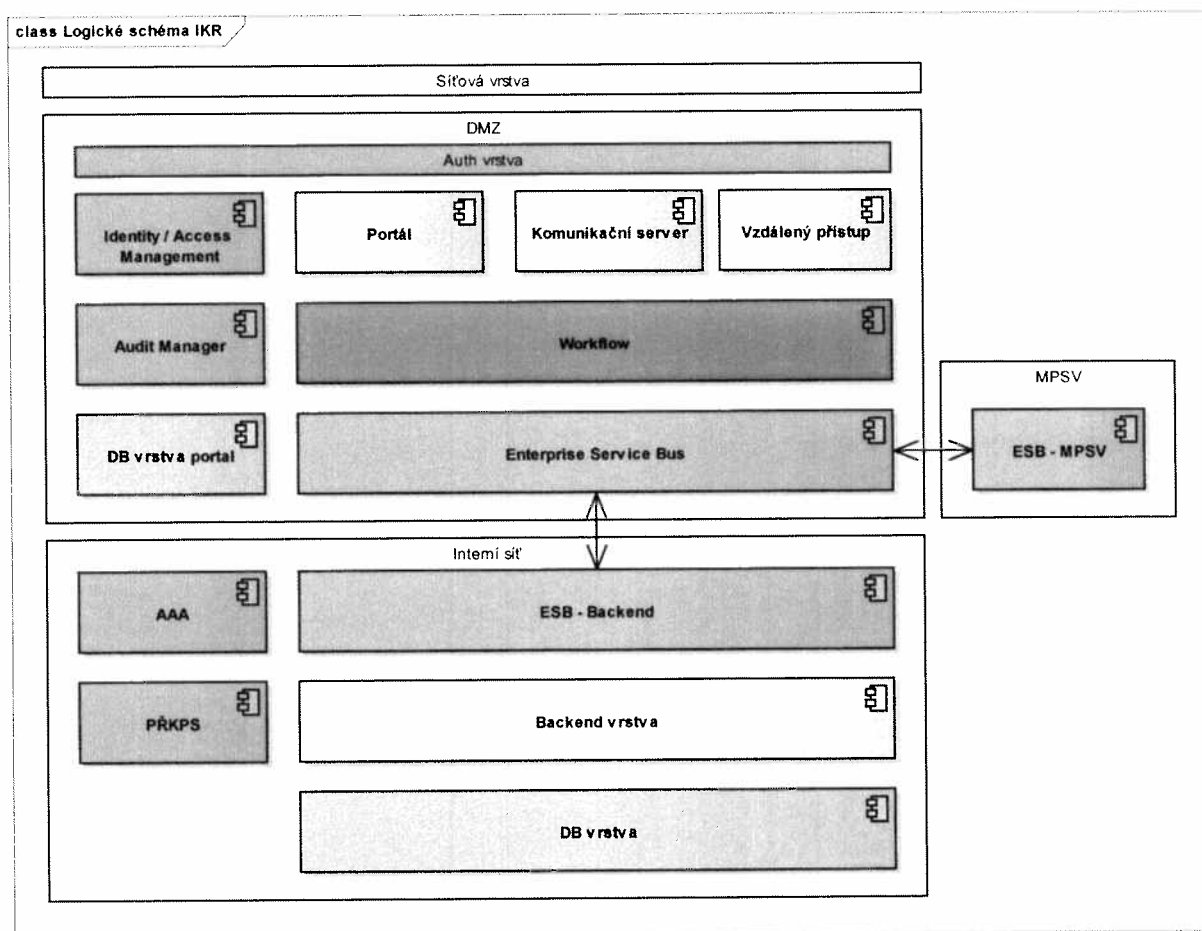 class Logické schéma IKR
Síťová vrstva
DMZ
Auth vrstva
Identity / Access
Management
Portál
Komunikační server
Vzdálený přístup
Audit Manager
Workflow
DB vrstva portal
Enterprise Service Bus
MPSV
ESB - MPSV
Interní síť
AAA
ESB - Backend
PŘKPS
Backend vrstva
DB vrstva